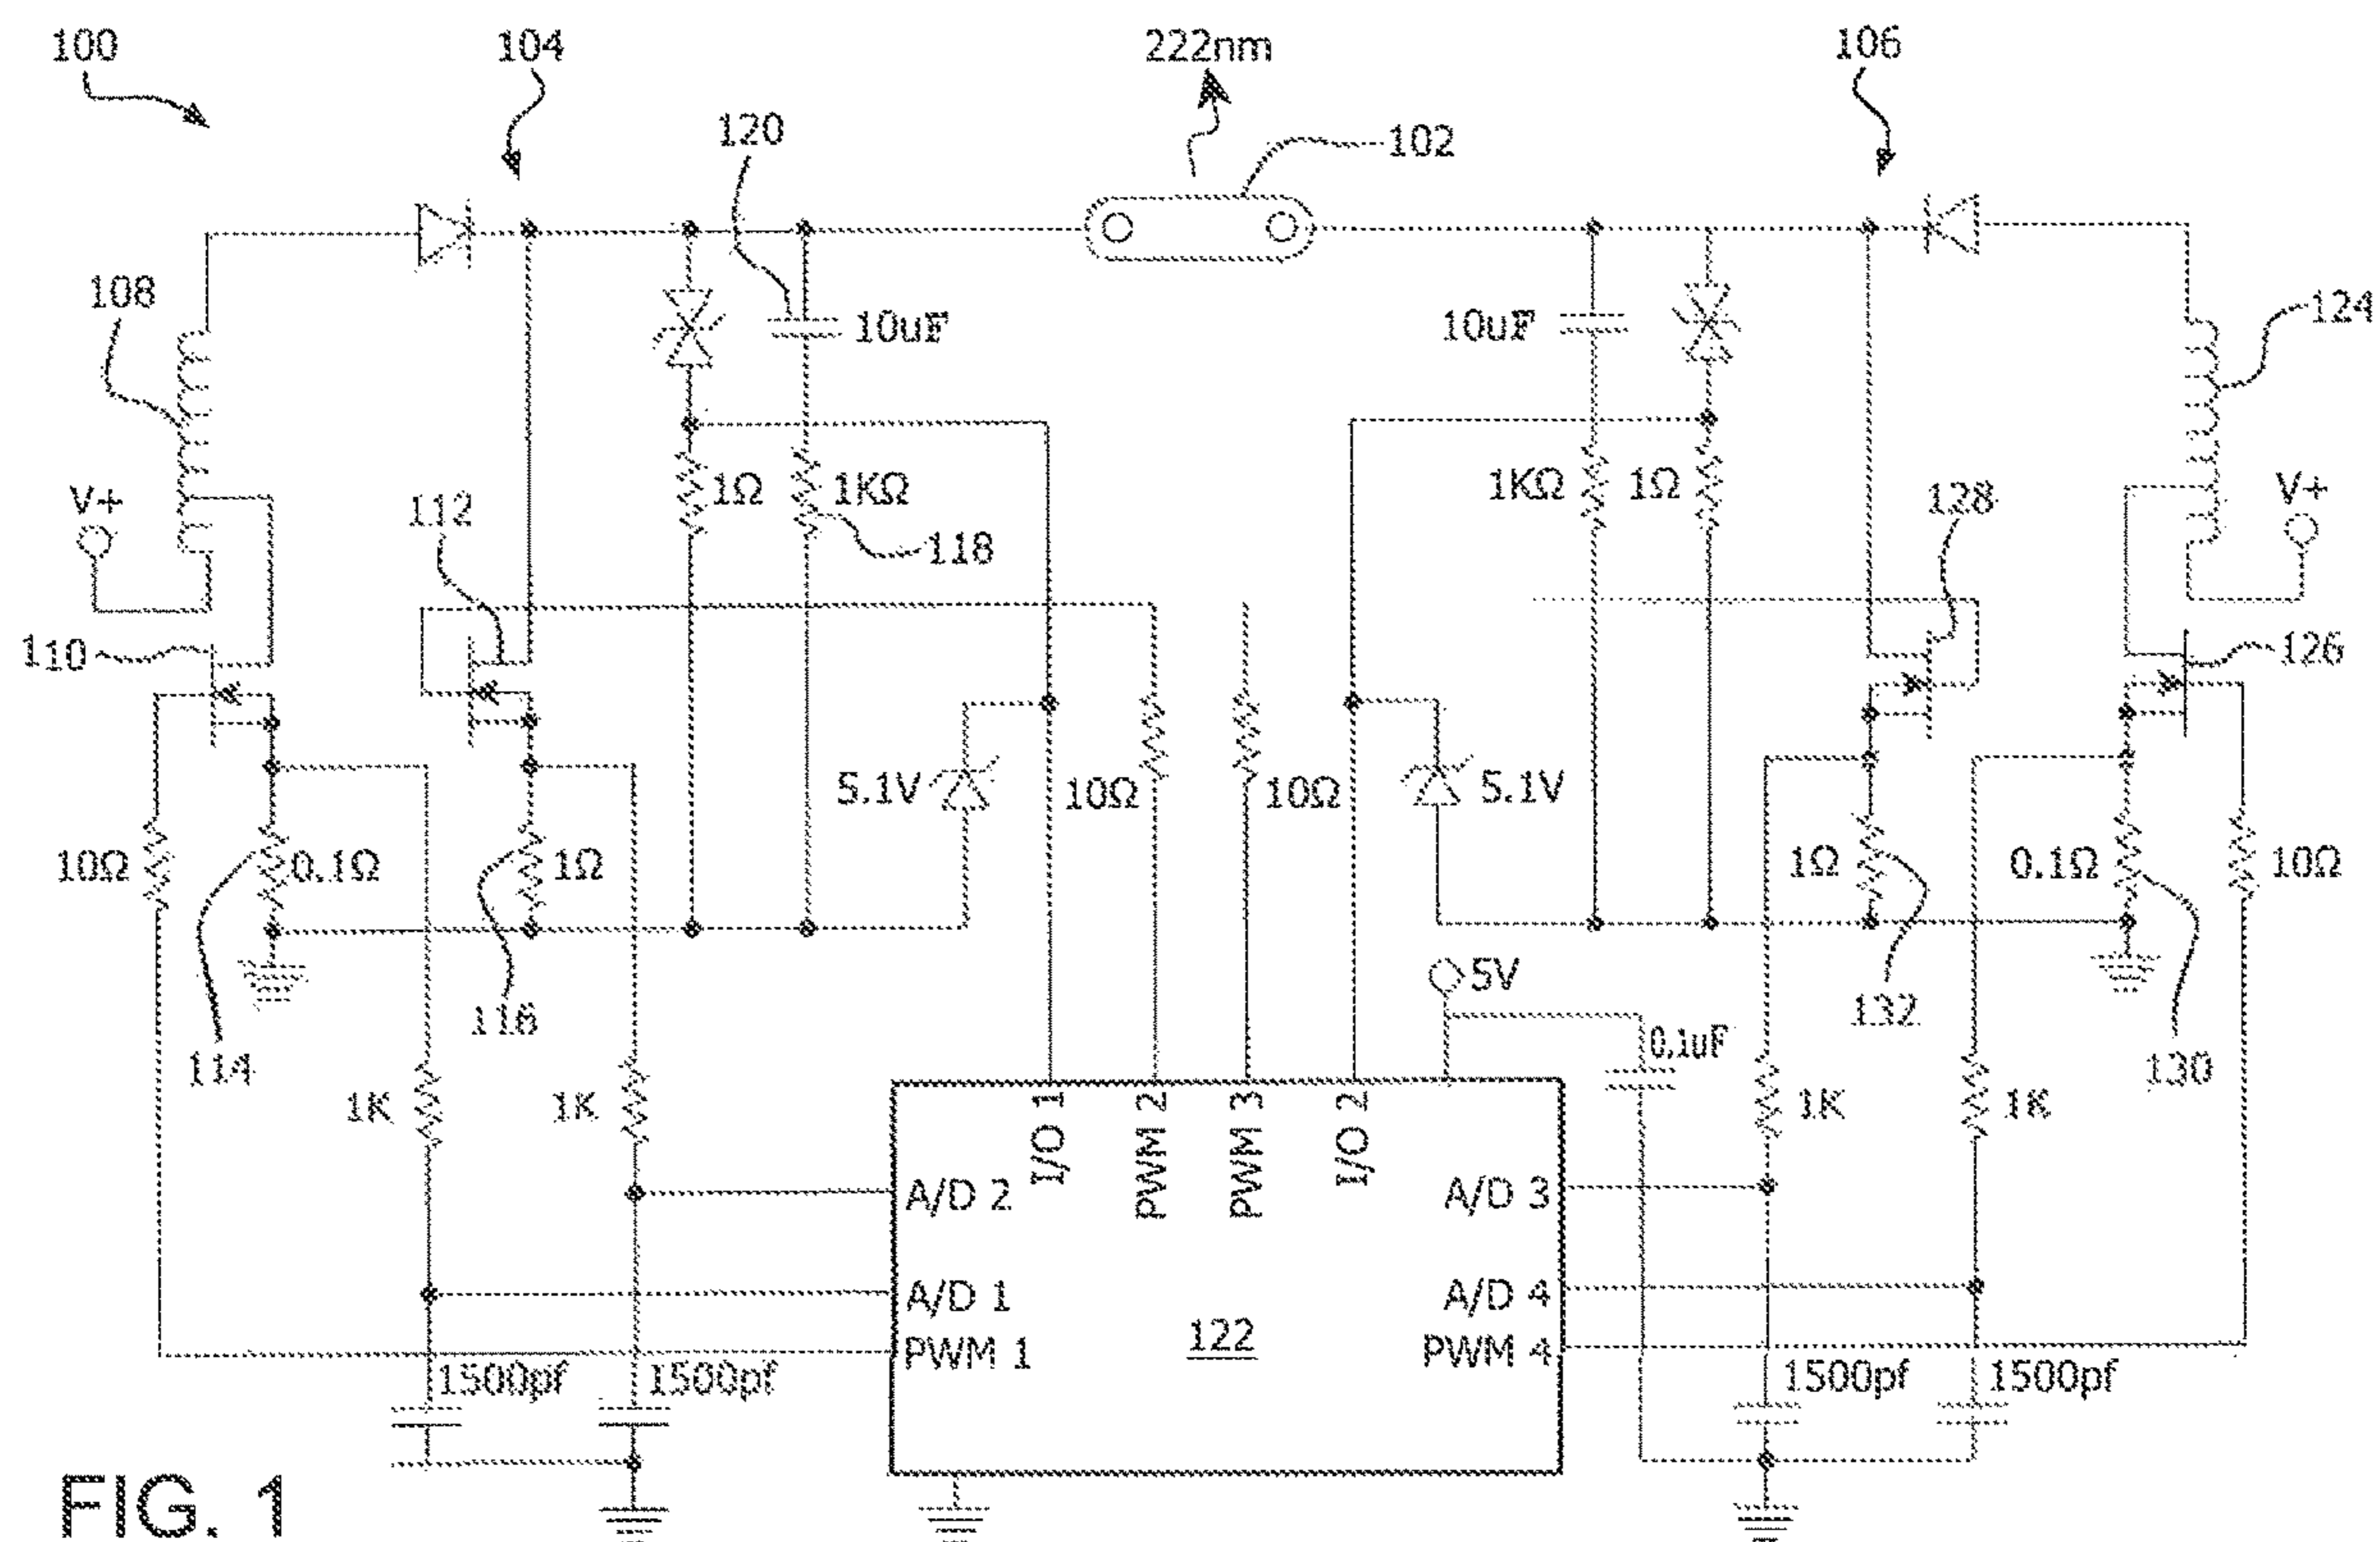 100
104
222nm
106
120
102
108
10uF
10uF
124
V+
112
1Ω
1KΩ
1KΩ
1Ω
128
V+
118
110
126
5.1V
10Ω
10Ω
5.1V
10Ω
0.1Ω
1Ω
1Ω
0.1Ω
10Ω
5V
116
132
0.1uF
114
130
1K
1K
I/O 1
PWM 2
PWM 3
I/O 2
1K
1K
A/D 2
A/D 3
A/D 1
A/D 4
122
PWM 1
PWM 4
1500pf
1500pf
1500pf
1500pf
FIG. 1